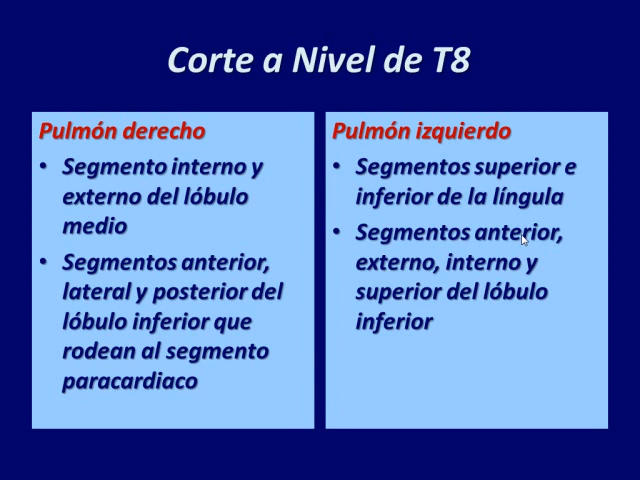 Corte a Nivel de T8
Pulmón derecho
• Segmento interno y
externo del lóbulo
medio
• Segmentos anterior,
lateral y posterior del
lóbulo inferior que
rodean al segmento
paracardiaco
Pulmón izquierdo
• Segmentos superior e
inferior de la língula
• Segmentos anterior,
externo, interno y
superior del lóbulo
inferior